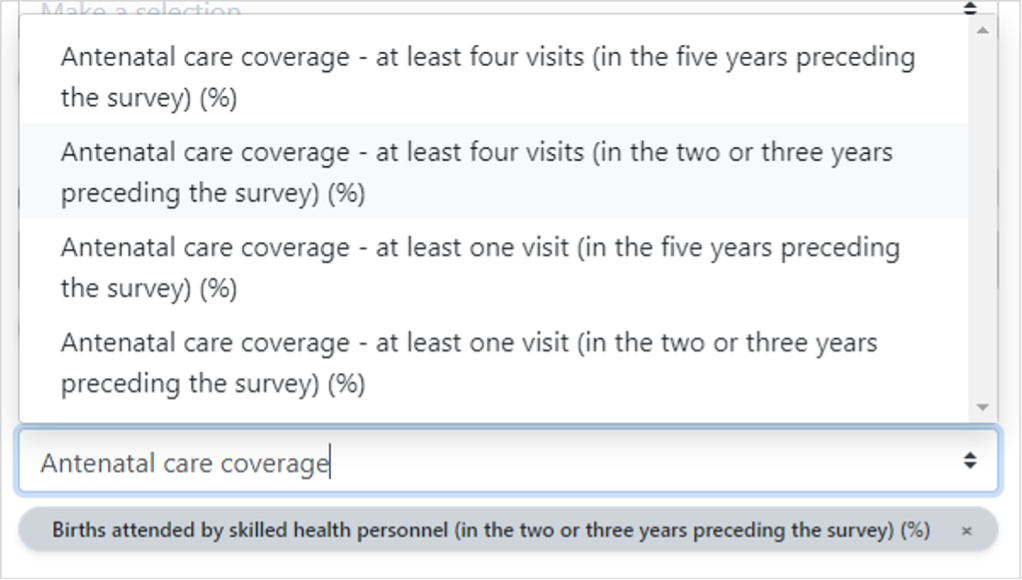 Make a selection
Antenatal care coverage - at least four visits (in the five years preceding
the survey) (%)
Antenatal care coverage - at least four visits (in the two or three years
preceding the survey) (%)
Antenatal care coverage - at least one visit (in the five years preceding
the survey) (%)
Antenatal care coverage - at least one visit (in the two or three years
preceding the survey) (%)
Antenatal care coverage
Births attended by skilled health personnel (in the two or three years preceding the survey) (%) ×